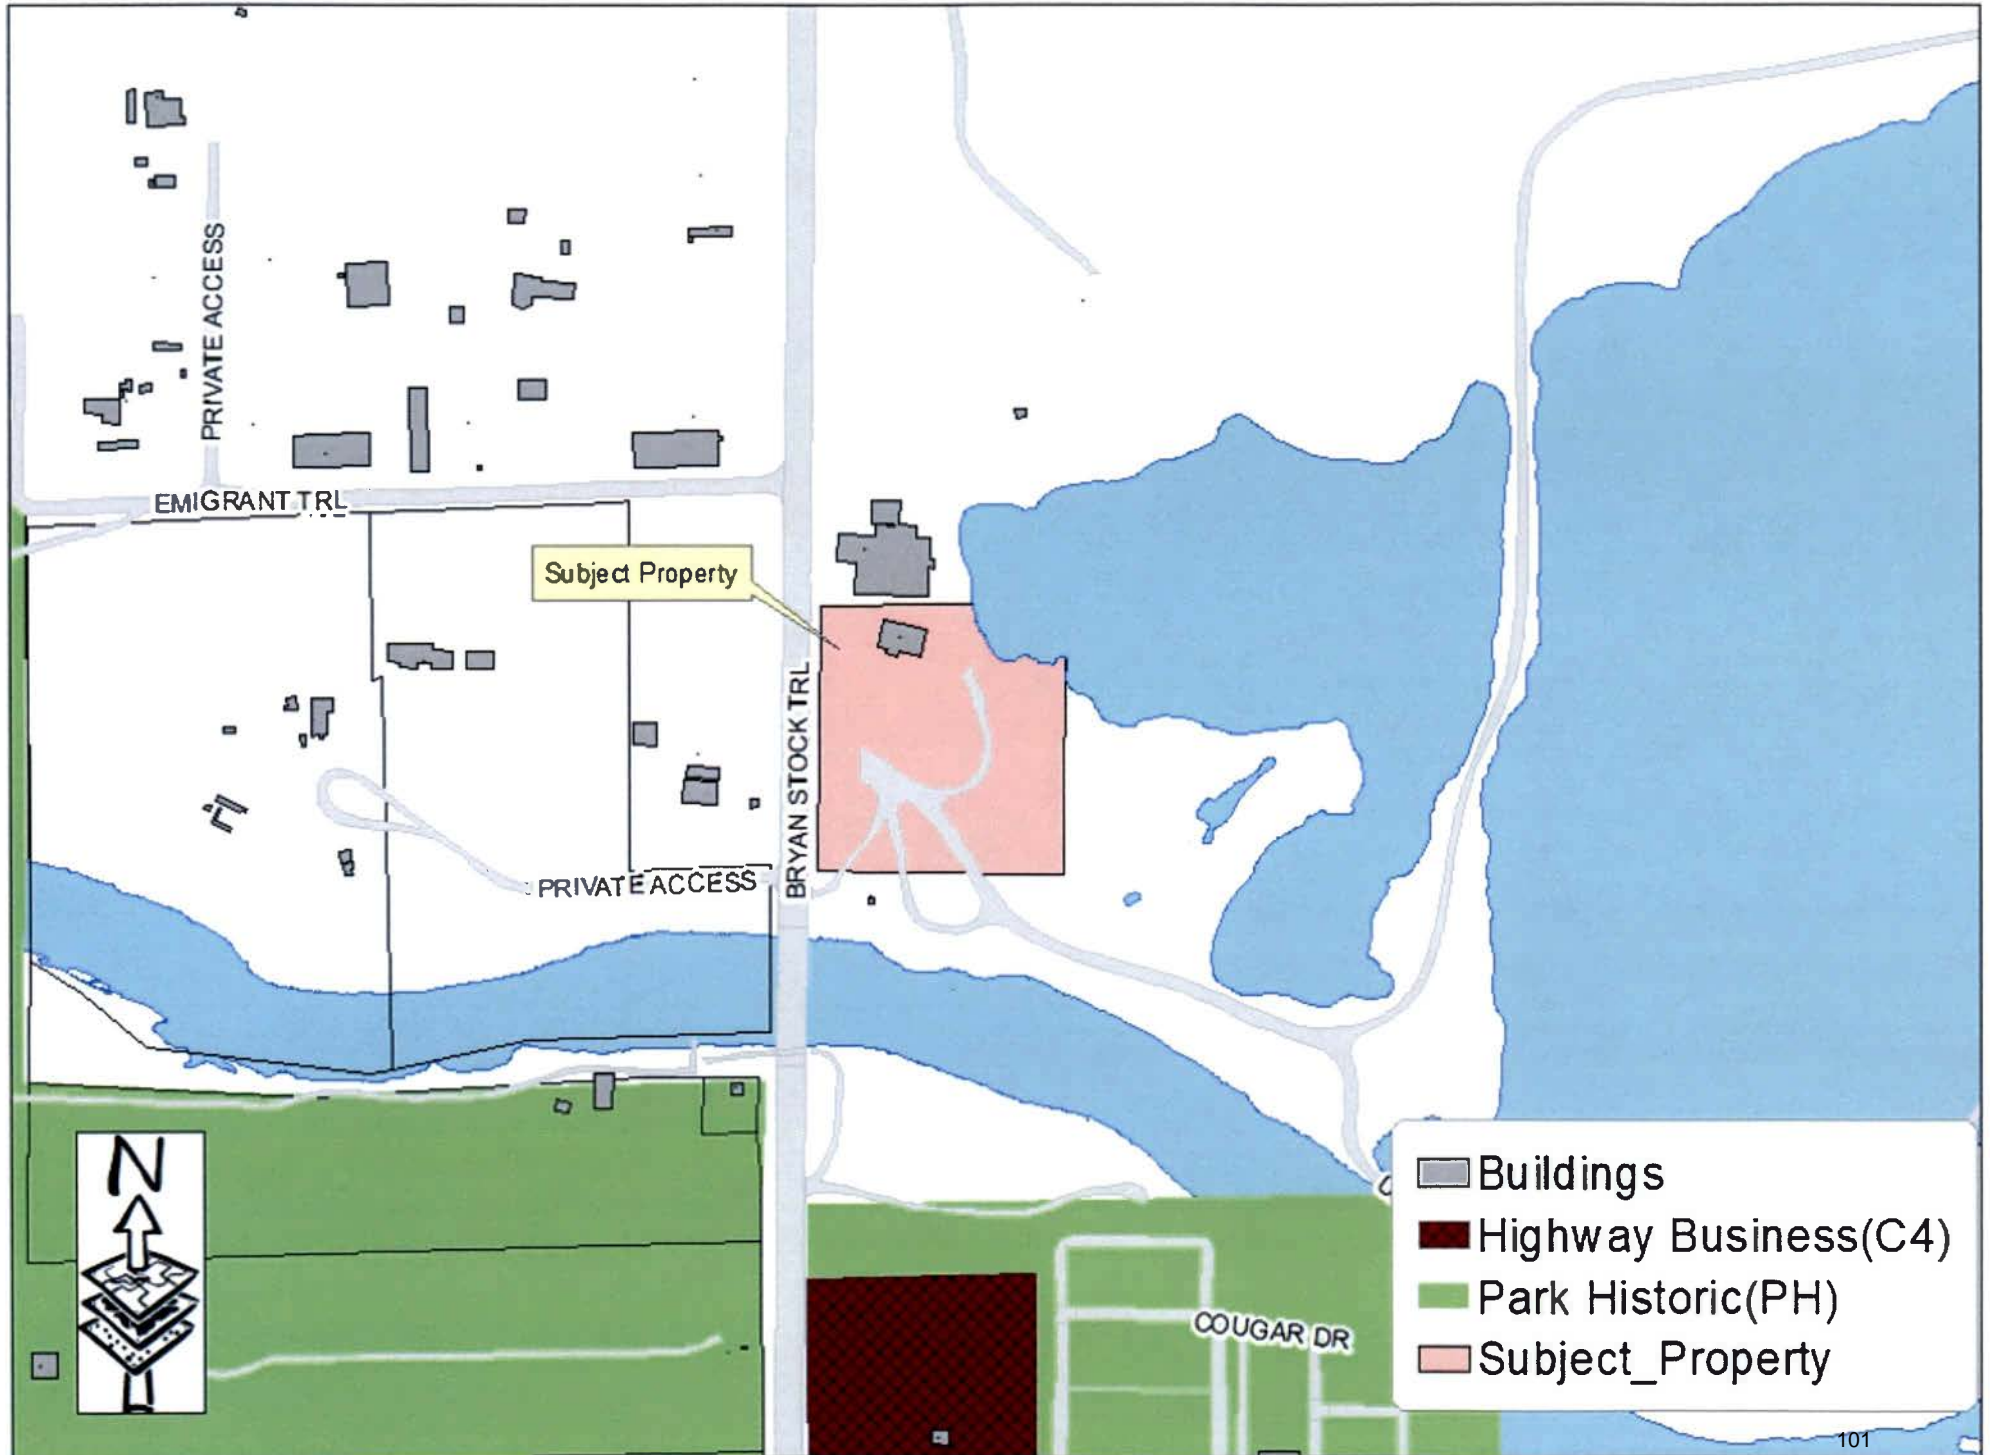 PRIVATE ACCESS
EMIGRANT TRL
Subject Property
BRYAN STOCK TRL
PRIVATE ACCESS
N
COUGAR DR
Buildings
Highway Business(C4)
Park Historic(PH)
Subject_Property
101